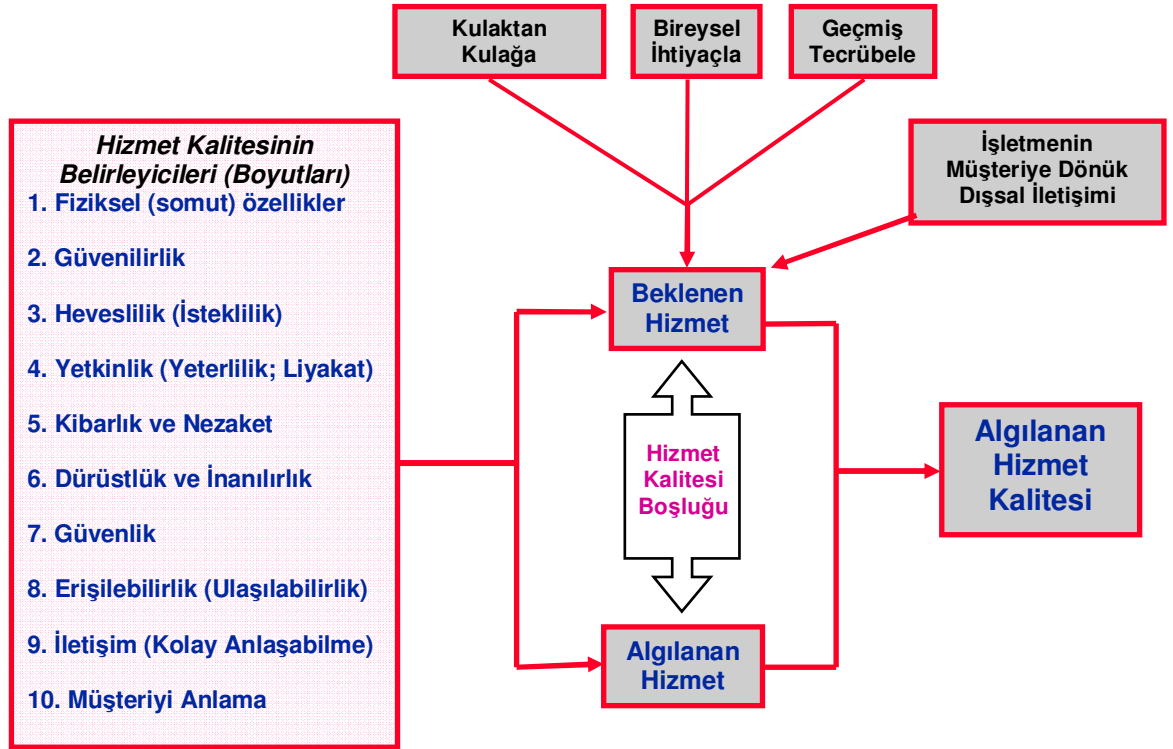 Kulaktan
Kulağa
Bireysel
İhtiyaçla
Geçmiş
Tecrübele
İşletmenin
Müşteriye Dönük
Dışsal İletişimi
Hizmet Kalitesinin
Belirleyicileri (Boyutları)
1. Fiziksel (somut) özellikler
2. Güvenilirlik
3. Heveslilik (İsteklilik)
4. Yetkinlik (Yeterlilik; Liyakat)
5. Kibarlık ve Nezaket
6. Dürüstlük ve İnanılırlık
7. Güvenlik
8. Erişilebilirlik (Ulaşılabilirlik)
9. İletişim (Kolay Anlaşabilme)
10. Müşteriyi Anlama
Beklenen
Hizmet
Hizmet
Kalitesi
Boşluğu
Algılanan
Hizmet
Algılanan
Hizmet
Kalitesi